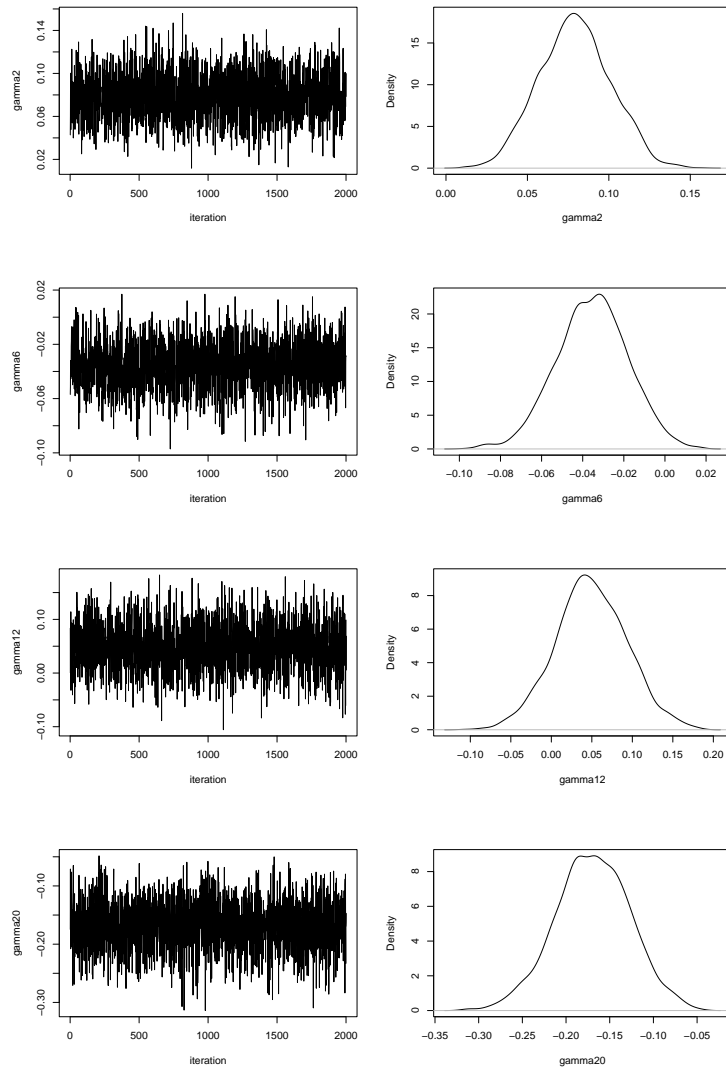 gamma2
0.02 0.06 0.10 0.14
0 500 1000 1500 2000
iteration
Density
0 5 10 15
0.00 0.05 0.10 0.15
gamma2
gamma6
−0.10 −0.06 −0.02 0.02
0 500 1000 1500 2000
iteration
Density
0 5 10 15 20
−0.10 −0.08 −0.06 −0.04 −0.02 0.00 0.02
gamma6
gamma12
−0.10 0.00 0.10
0 500 1000 1500 2000
iteration
Density
0 2 4 6 8
−0.10 −0.05 0.00 0.05 0.10 0.15 0.20
gamma12
gamma20
−0.30 −0.20 −0.10
0 500 1000 1500 2000
iteration
Density
0 2 4 6 8
−0.35 −0.30 −0.25 −0.20 −0.15 −0.10 −0.05
gamma20